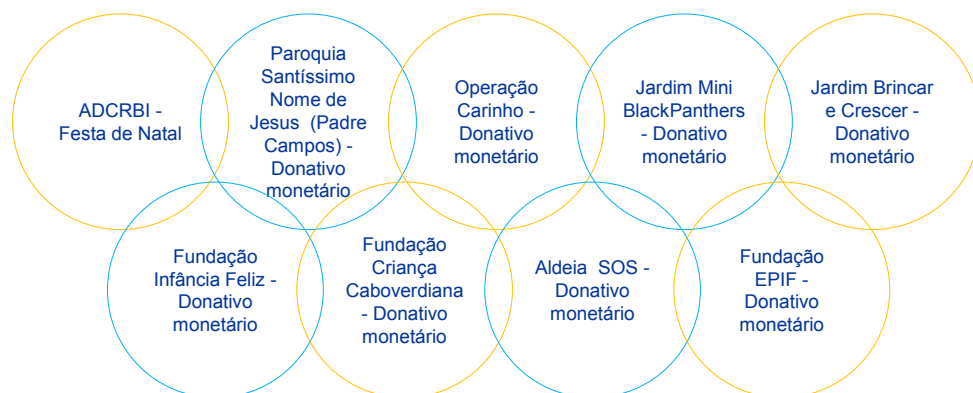 ADCRBI -
Festa de Natal
Paroquia
Santíssimo
Nome de
Jesus (Padre
Campos) -
Donativo
monetário
Operação
Carinho -
Donativo
monetário
Jardim Mini
BlackPanthers
- Donativo
monetário
Jardim Brincar
e Crescer -
Donativo
monetário
Fundação
Infância Feliz -
Donativo
monetário
Fundação
Criança
Caboverdiana
- Donativo
monetário
Aldeia SOS -
Donativo
monetário
Fundação
EPIF -
Donativo
monetário